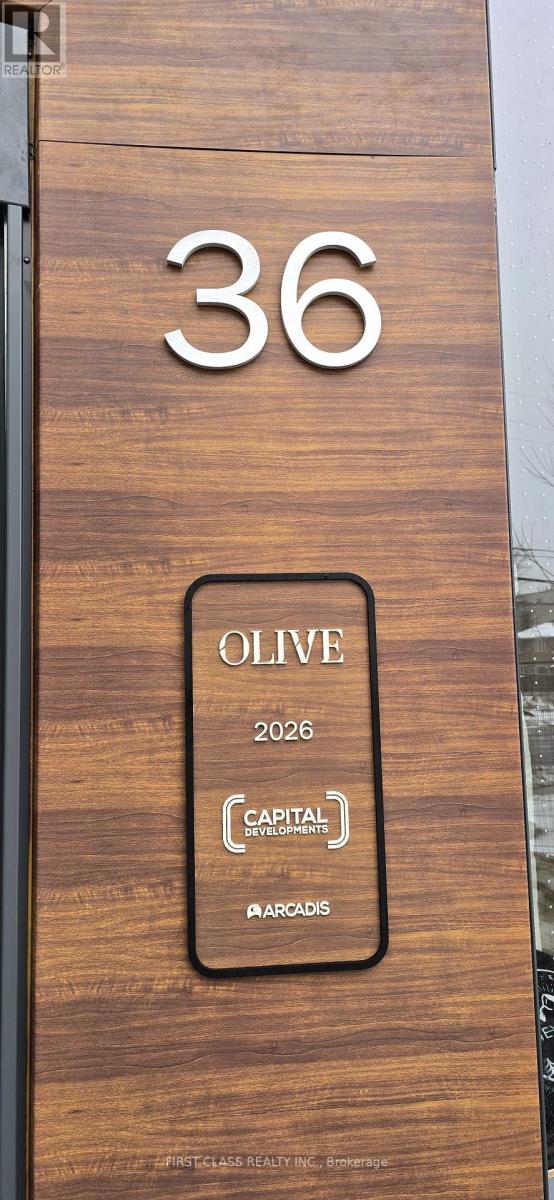 R
REALTOR®
36
OLIVE
2026
CAPITAL
DEVELOPMENTS
ARCADIS
FIRST CLASS REALTY INC., Brokerage